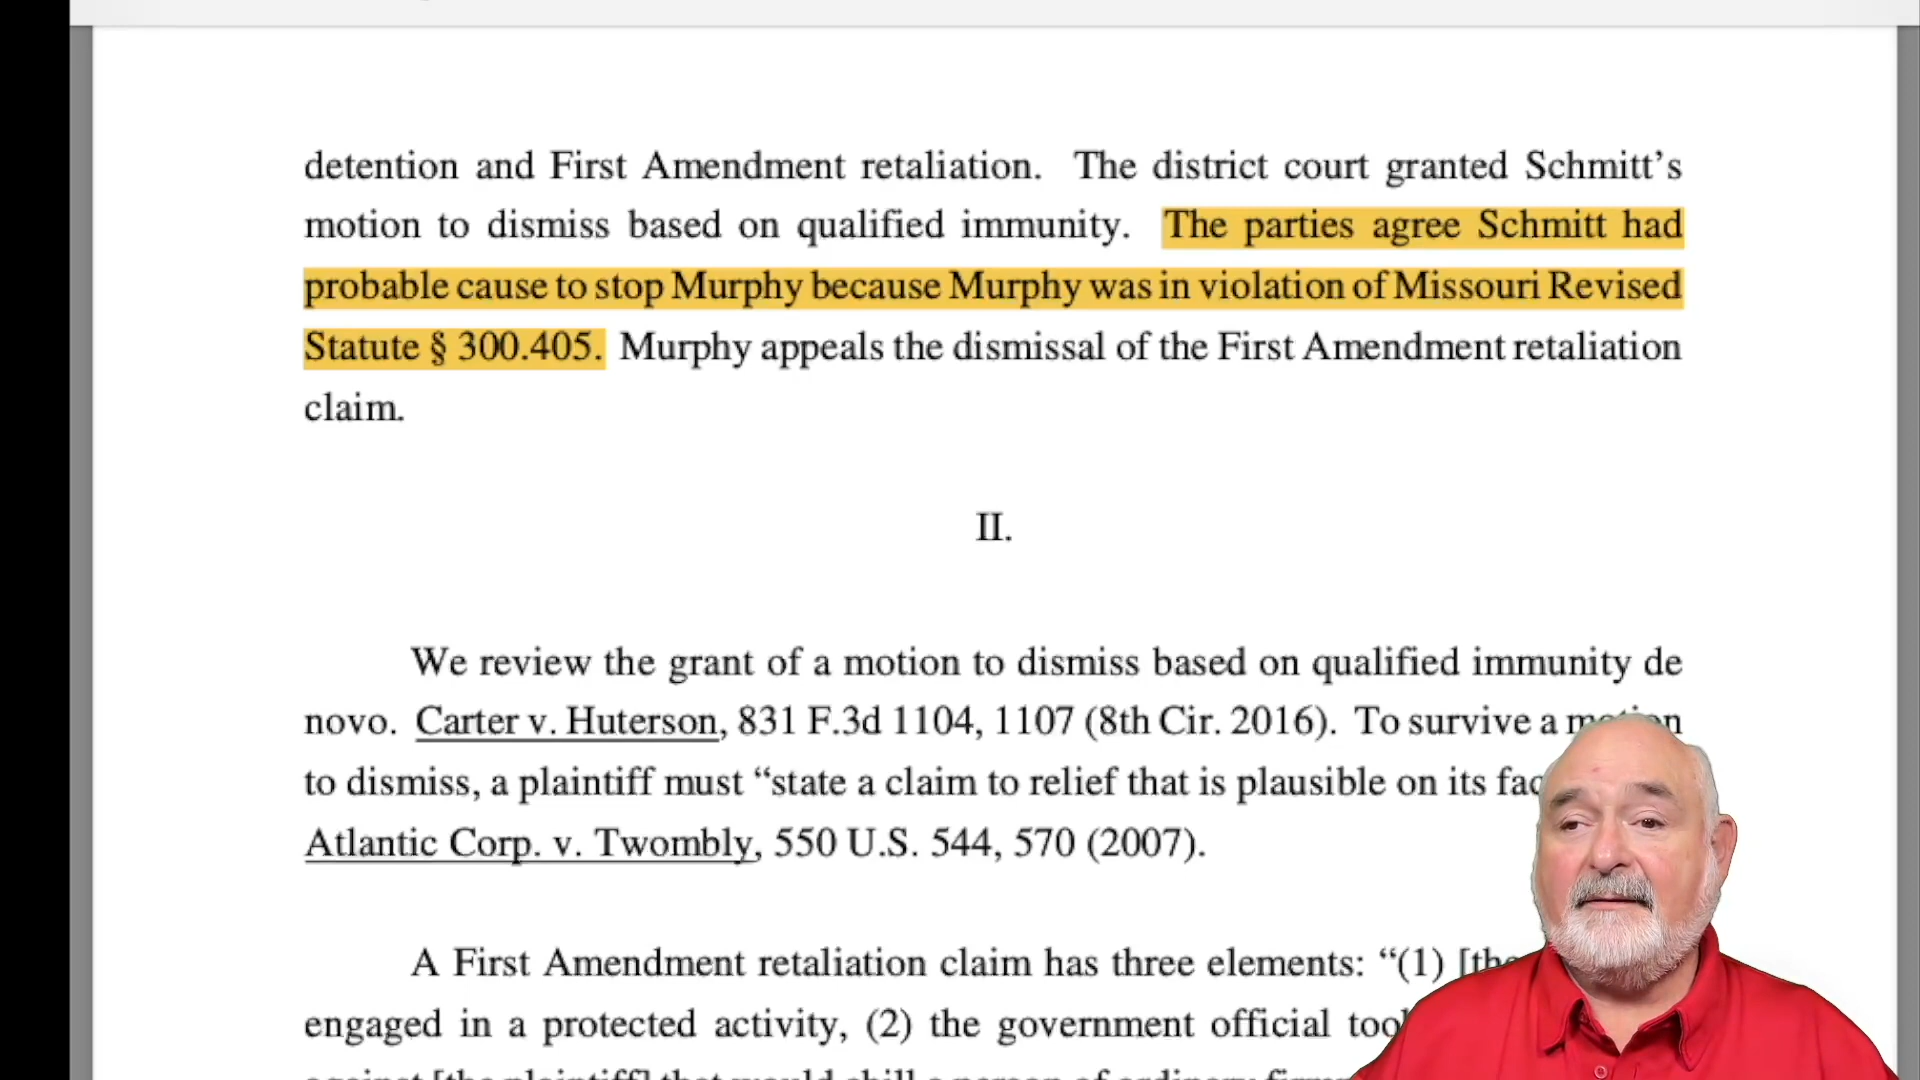 detention and First Amendment retaliation. The district court granted Schmitt’s
motion to dismiss based on qualified immunity. The parties agree Schmitt had
probable cause to stop Murphy because Murphy was in violation of Missouri Revised
Statute § 300.405. Murphy appeals the dismissal of the First Amendment retaliation
claim.
II.
We review the grant of a motion to dismiss based on qualified immunity de
novo. Carter v. Huterson, 831 F.3d 1104, 1107 (8th Cir. 2016). To survive a motion
to dismiss, a plaintiff must “state a claim to relief that is plausible on its
Atlantic Corp. v. Twombly, 550 U.S. 544, 570 (2007).
A First Amendment retaliation claim has three elements: “(1)
engaged in a protected activity, (2) the government official